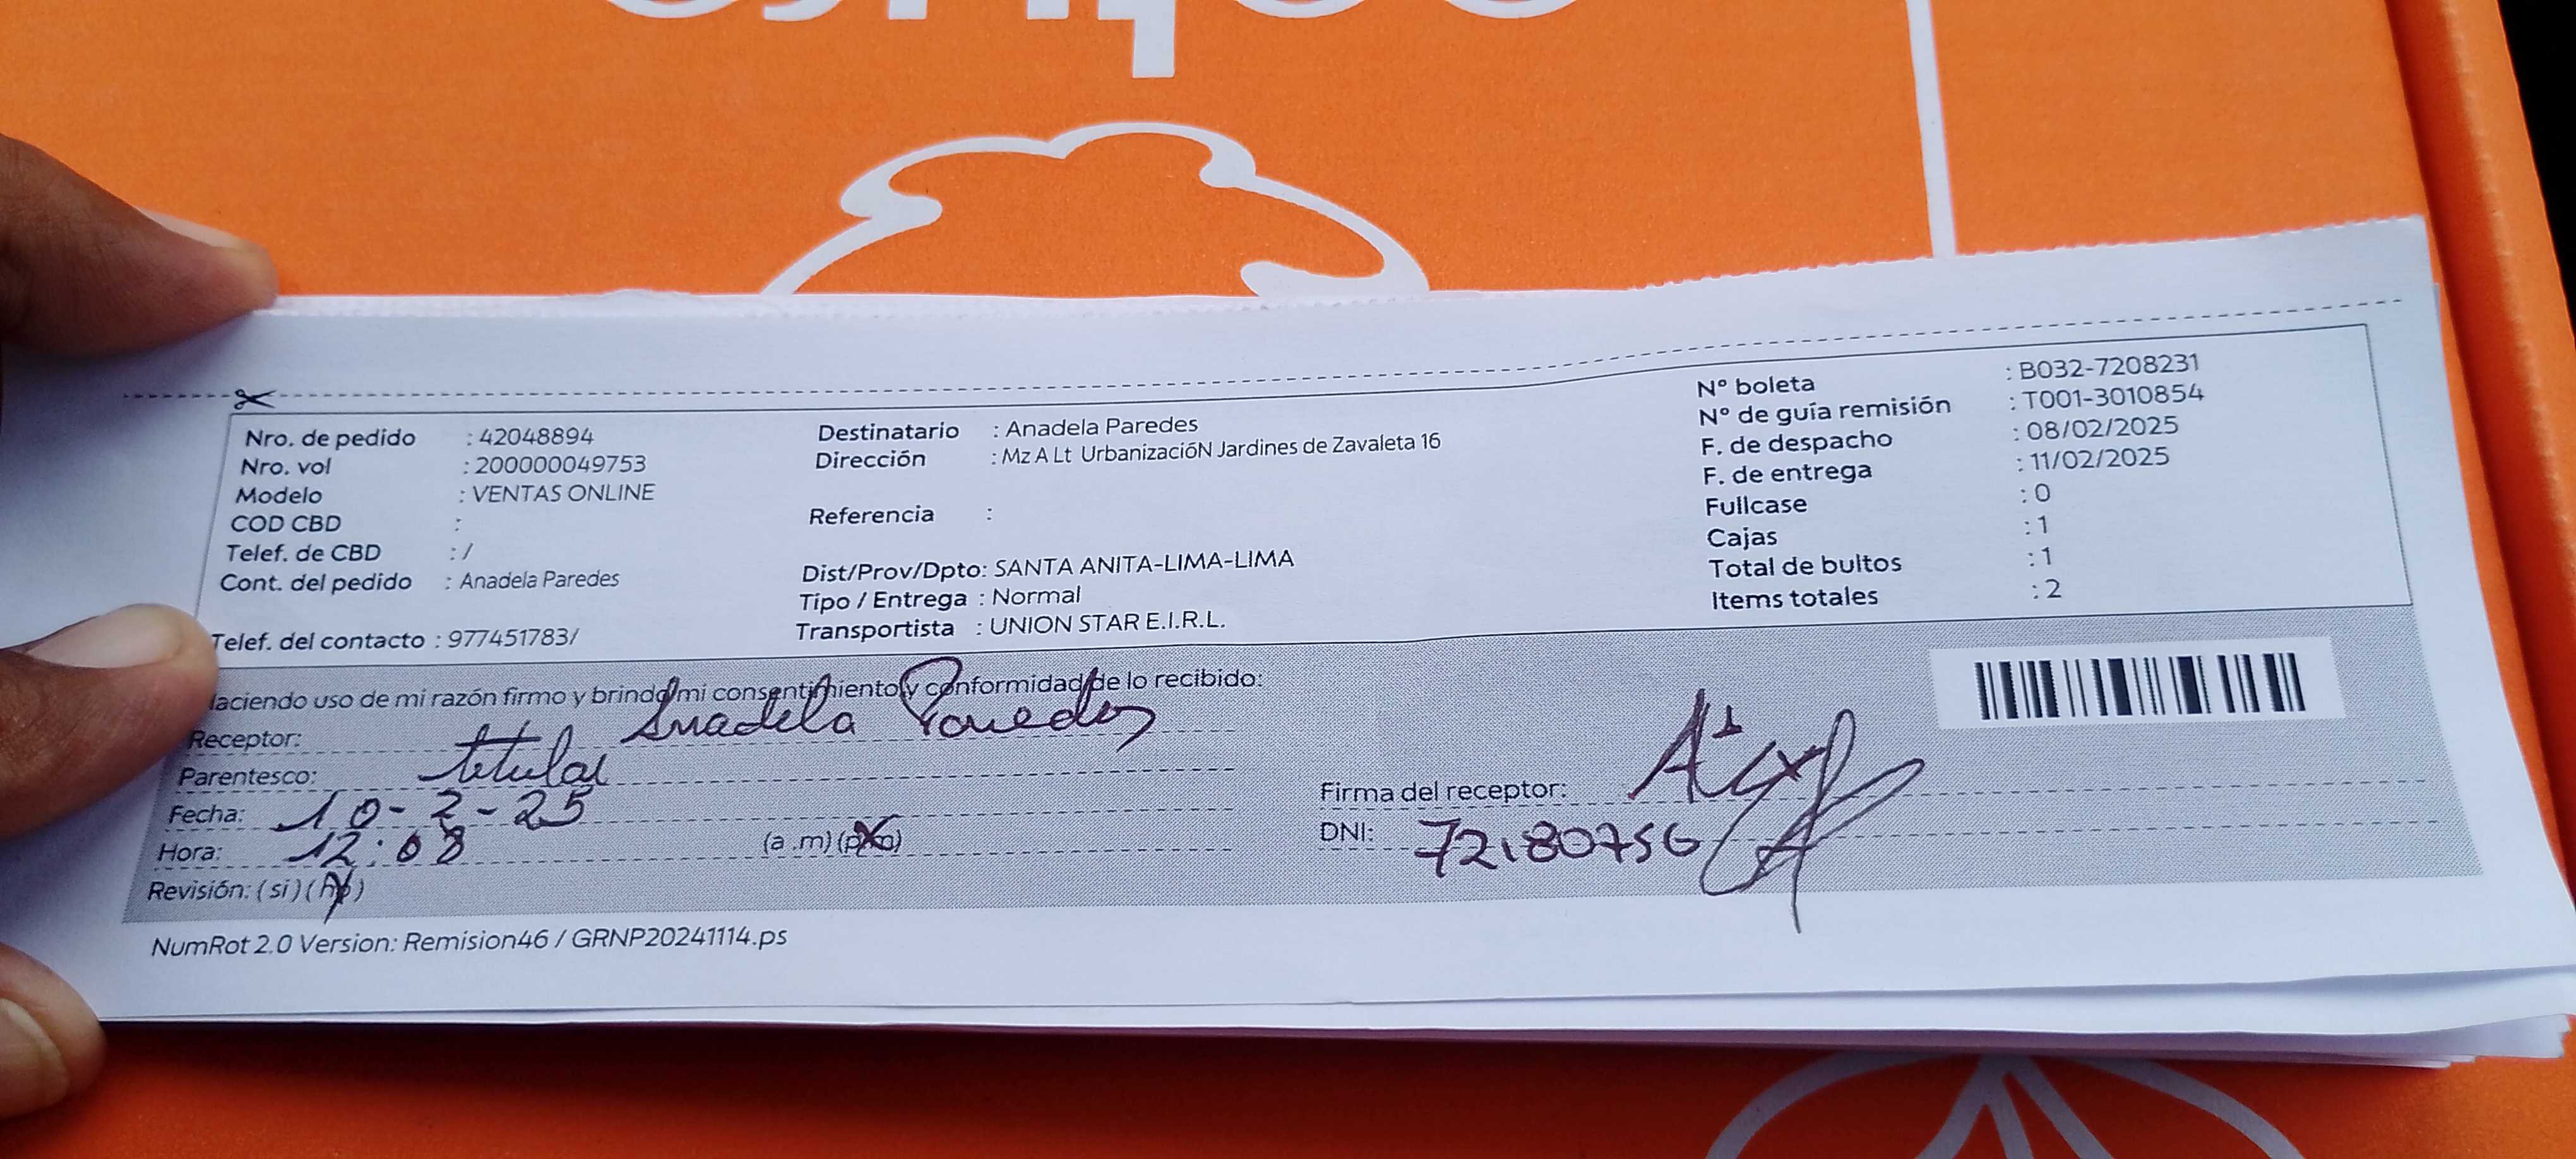 Nro. de pedido : 42048894
Nro. vol : 200000049753
Modelo : VENTAS ONLINE
COD CBD :
Telef. de CBD : /
Cont. del pedido : Anadela Paredes
Telef. del contacto : 977451783/
Destinatario : Anadela Paredes
Dirección : Mz A Lt UrbanizacióN Jardines de Zavaleta 16
Referencia :
Dist/Prov/Dpto: SANTA ANITA-LIMA-LIMA
Tipo / Entrega : Normal
Transportista : UNION STAR E.I.R.L.
Nº boleta : B032-7208231
Nº de guía remisión : T001-3010854
F. de despacho : 08/02/2025
F. de entrega : 11/02/2025
Fullcase : 0
Cajas : 1
Total de bultos : 1
Items totales : 2
Haciendo uso de mi razón firmo y brindo mi consentimiento y conformidad de lo recibido:
Receptor: Anadela Paredes
Parentesco: titular
Fecha: 10-2-25
Hora: 12:08 (a .m) (p.m)
Revisión: ( si ) ( no )
Firma del receptor:
DNI: 72180756
NumRot 2.0 Version: Remision46 / GRNP20241114.ps